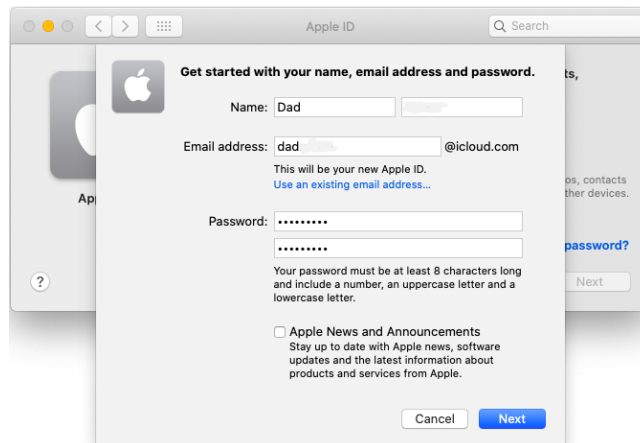 Apple ID
Search
Get started with your name, email address and password.
ts,
Name: Dad
Email address: dad @icloud.com
This will be your new Apple ID.
Use an existing email address...
os, contacts
ther devices.
Ap
Password: •••••••••
•••••••••
password?
Your password must be at least 8 characters long
and include a number, an uppercase letter and a
lowercase letter.
?
Next
Apple News and Announcements
Stay up to date with Apple news, software
updates and the latest information about
products and services from Apple.
Cancel
Next